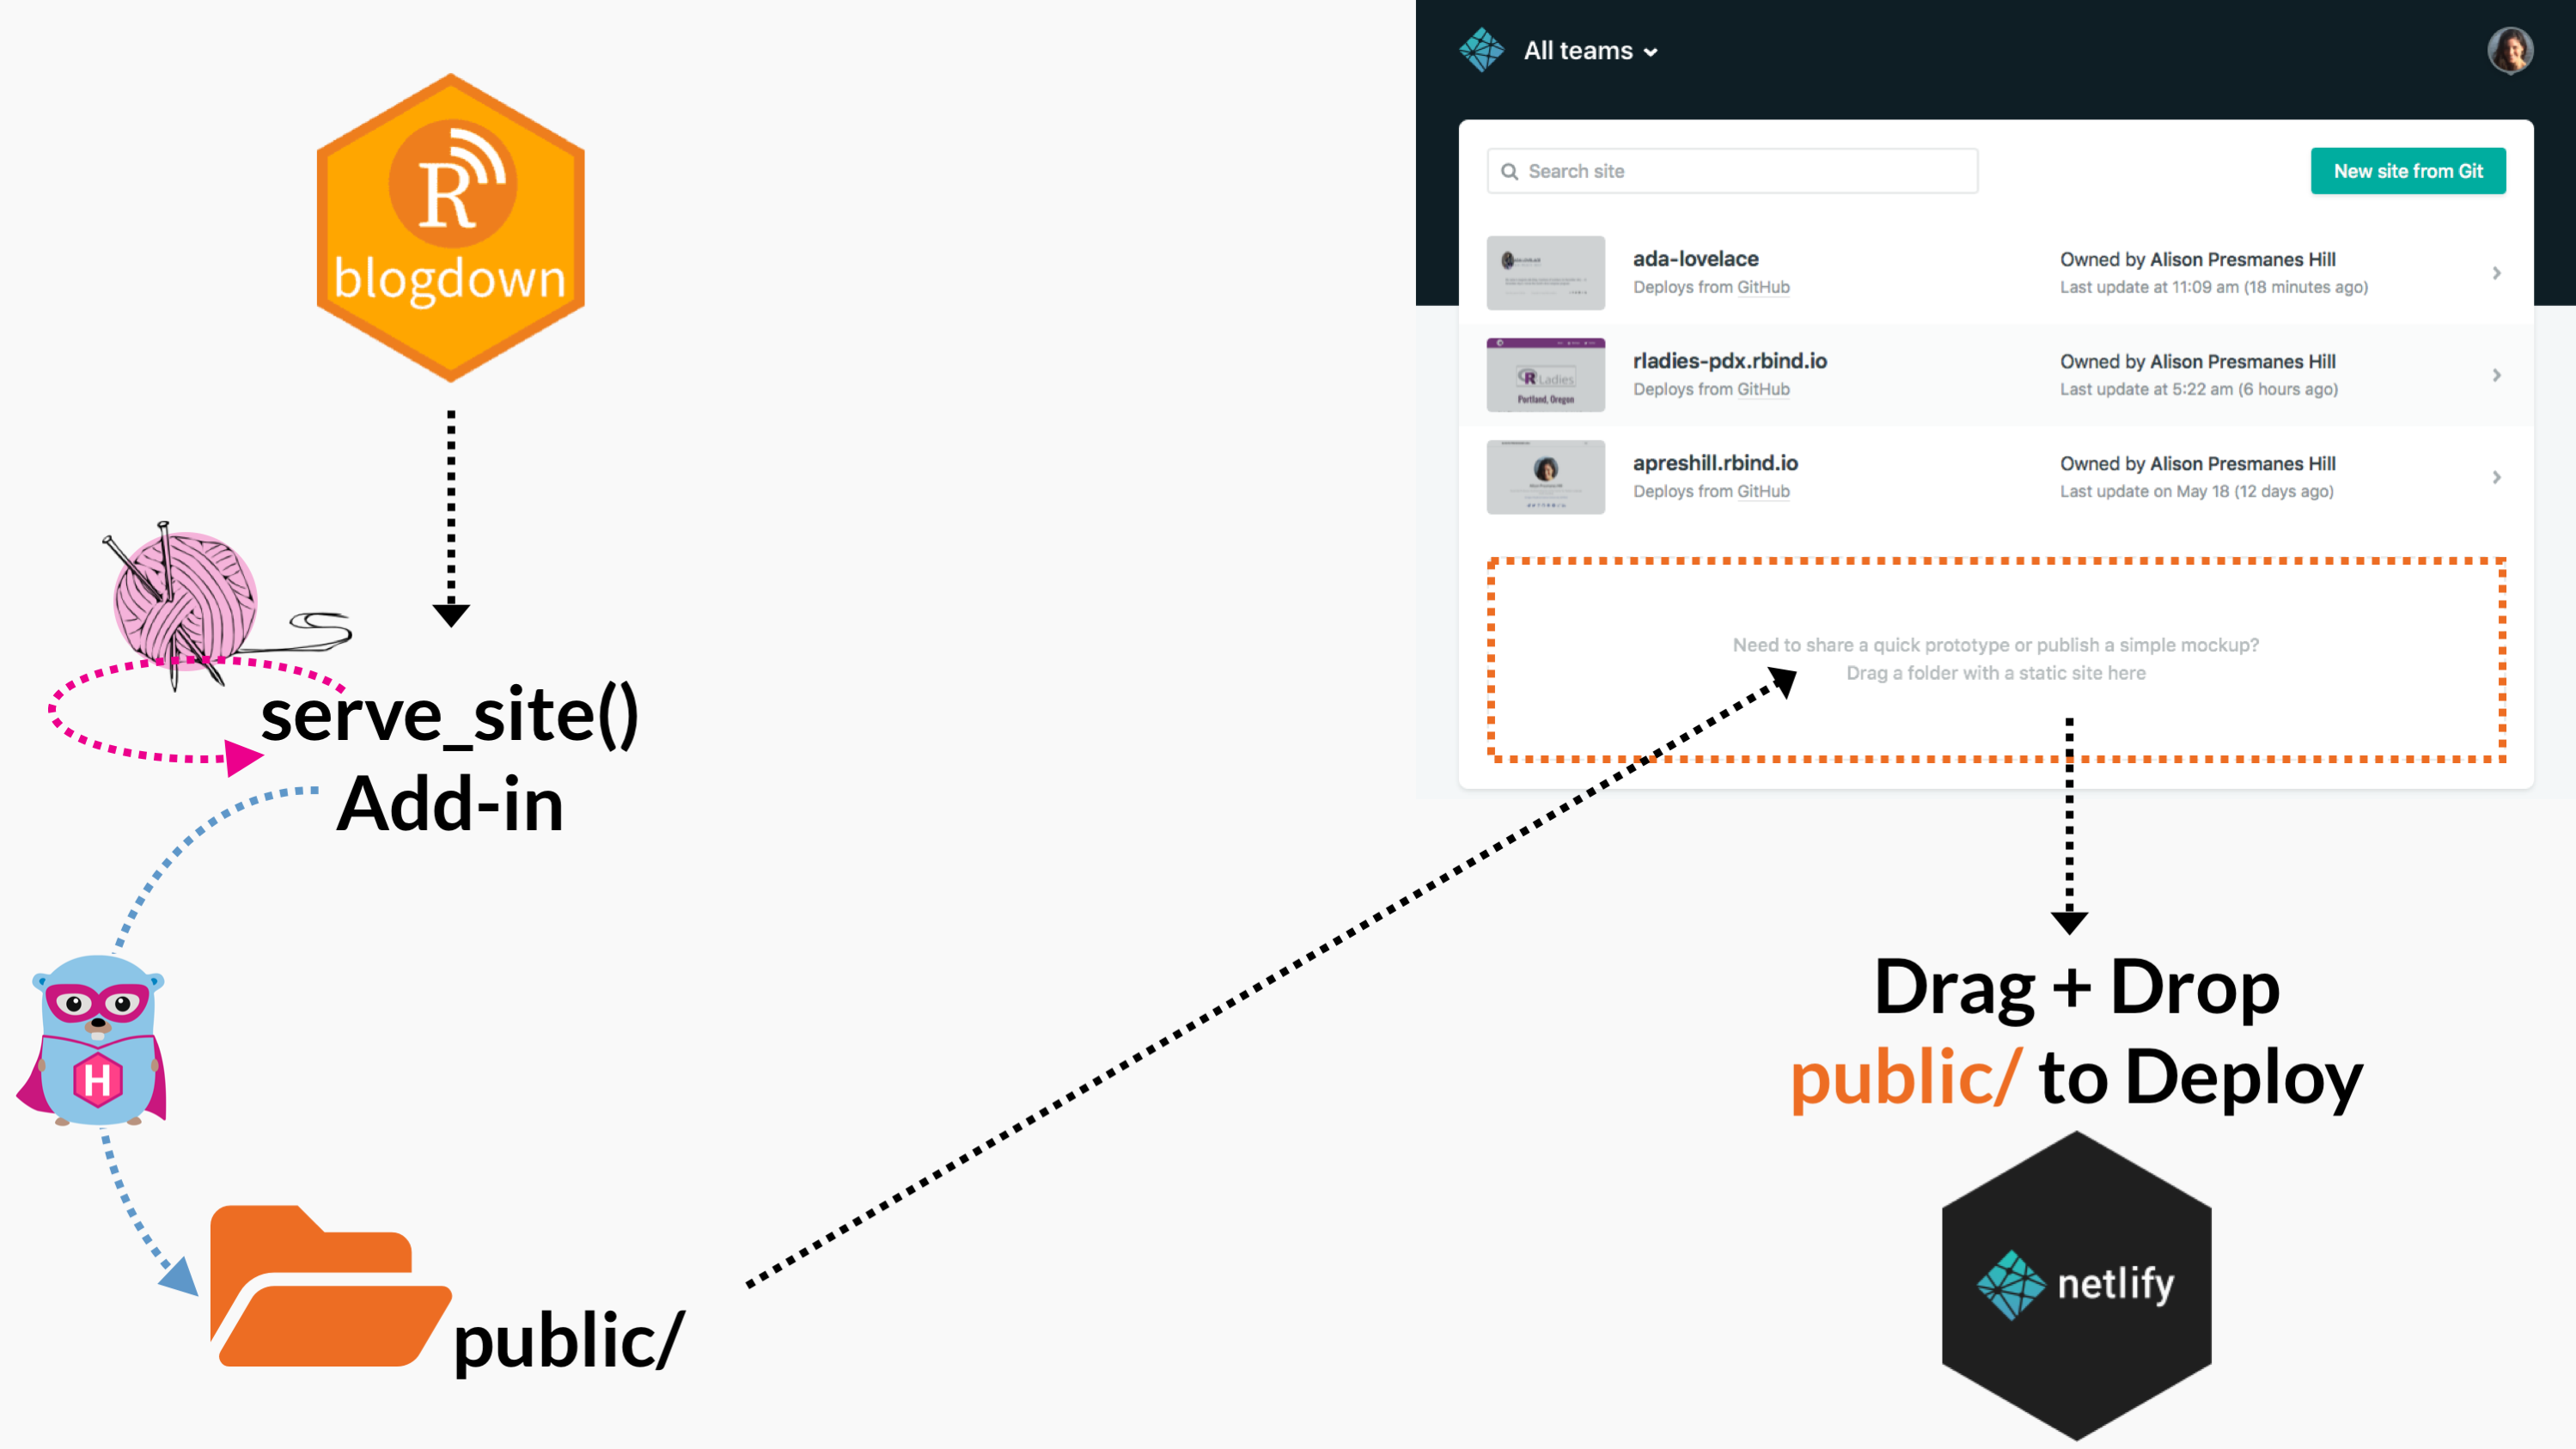 R
blogdown
serve_site()
Add-in
H
public/
All teams
Search site
New site from Git
ada-lovelace
Deploys from GitHub
Owned by Alison Presmanes Hill
Last update at 11:09 am (18 minutes ago)
R Ladies
Portland, Oregon
rladies-pdx.rbind.io
Deploys from GitHub
Owned by Alison Presmanes Hill
Last update at 5:22 am (6 hours ago)
apreshill.rbind.io
Deploys from GitHub
Owned by Alison Presmanes Hill
Last update on May 18 (12 days ago)
Need to share a quick prototype or publish a simple mockup?
Drag a folder with a static site here
Drag + Drop
public/ to Deploy
netlify